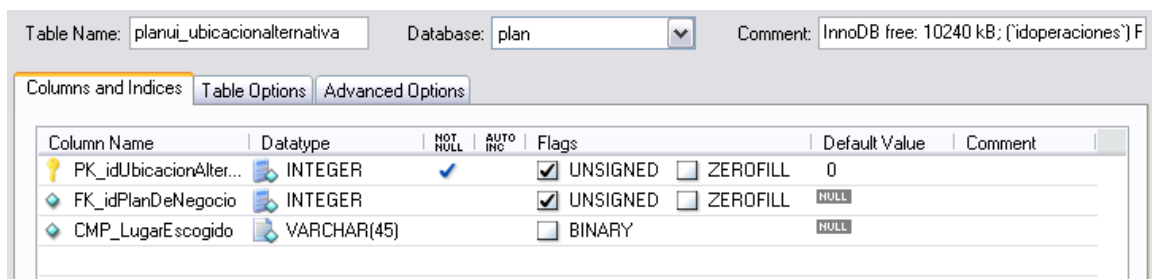 Table Name: planui_ubicacionalternativa Database: plan Comment: InnoDB free: 10240 kB; (`idoperaciones`) F
Columns and Indices Table Options Advanced Options
Column Name Datatype NOT NULL AUTO INC Flags Default Value Comment
PK_idUbicacionAlter... INTEGER UNSIGNED ZEROFILL 0
FK_idPlanDeNegocio INTEGER UNSIGNED ZEROFILL NULL
CMP_LugarEscogido VARCHAR(45) BINARY NULL